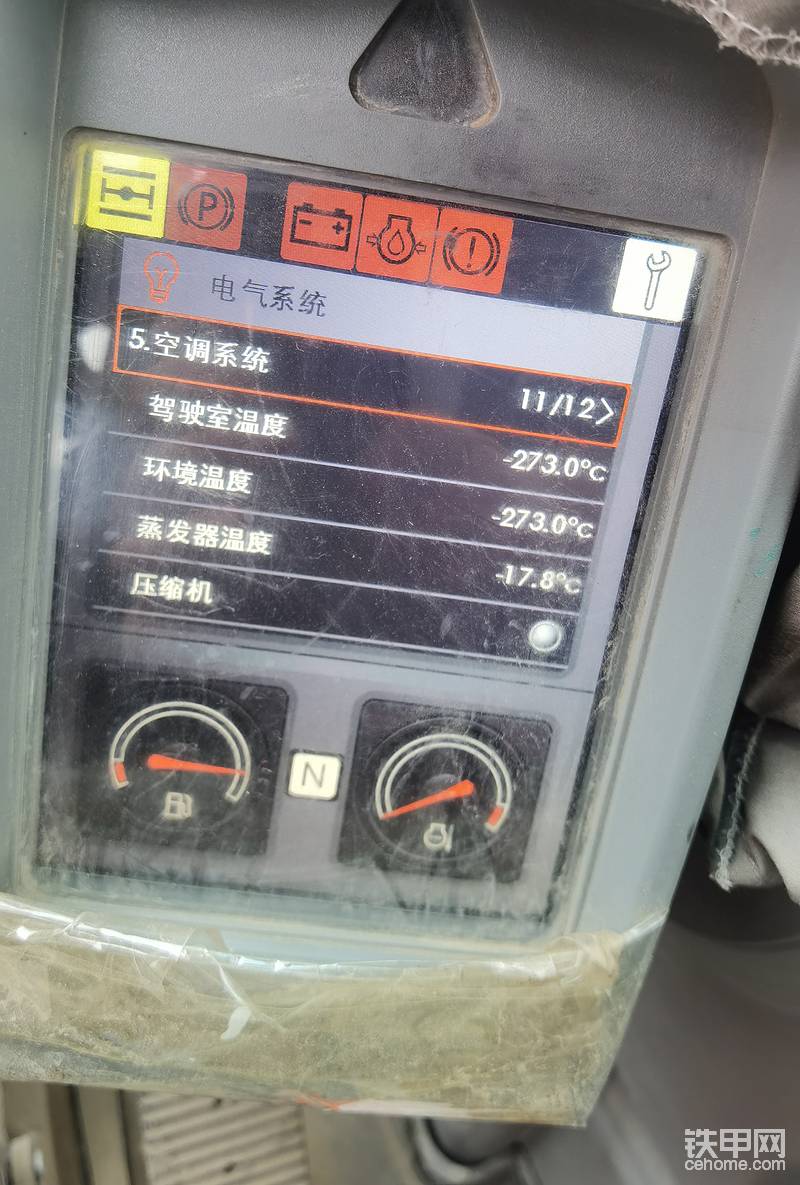 P
电气系统
5.空调系统
11/12>
驾驶室温度
-273.0°C
环境温度
-273.0°C
蒸发器温度
-17.8°C
压缩机
N
铁甲网
cehome.com